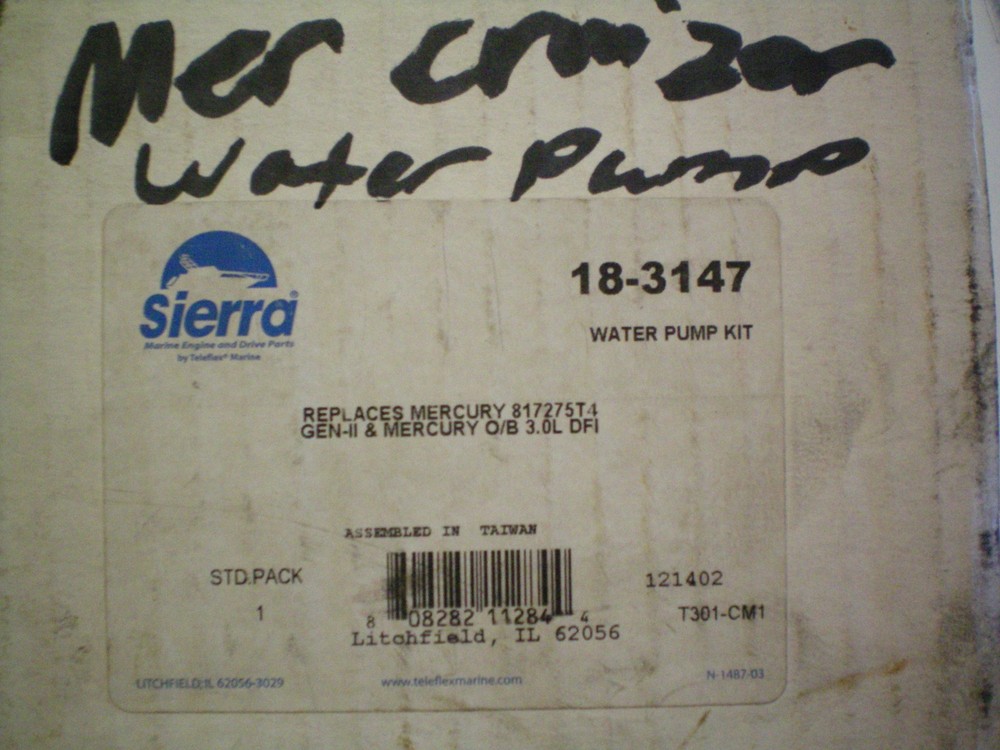 Mer cruizer
Water Pump
Sierra®
Marine Engine and Drive Parts
by Teleflex® Marine
18-3147
WATER PUMP KIT
REPLACES MERCURY 817275T4
GEN-II & MERCURY O/B 3.0L DFI
ASSEMBLED IN TAIWAN
STD.PACK
1
121402
T301-CM1
8 08282 11284 4
Litchfield, IL 62056
LITCHFIELD, IL 62056-3029
www.teleflexmarine.com
N-1487-03